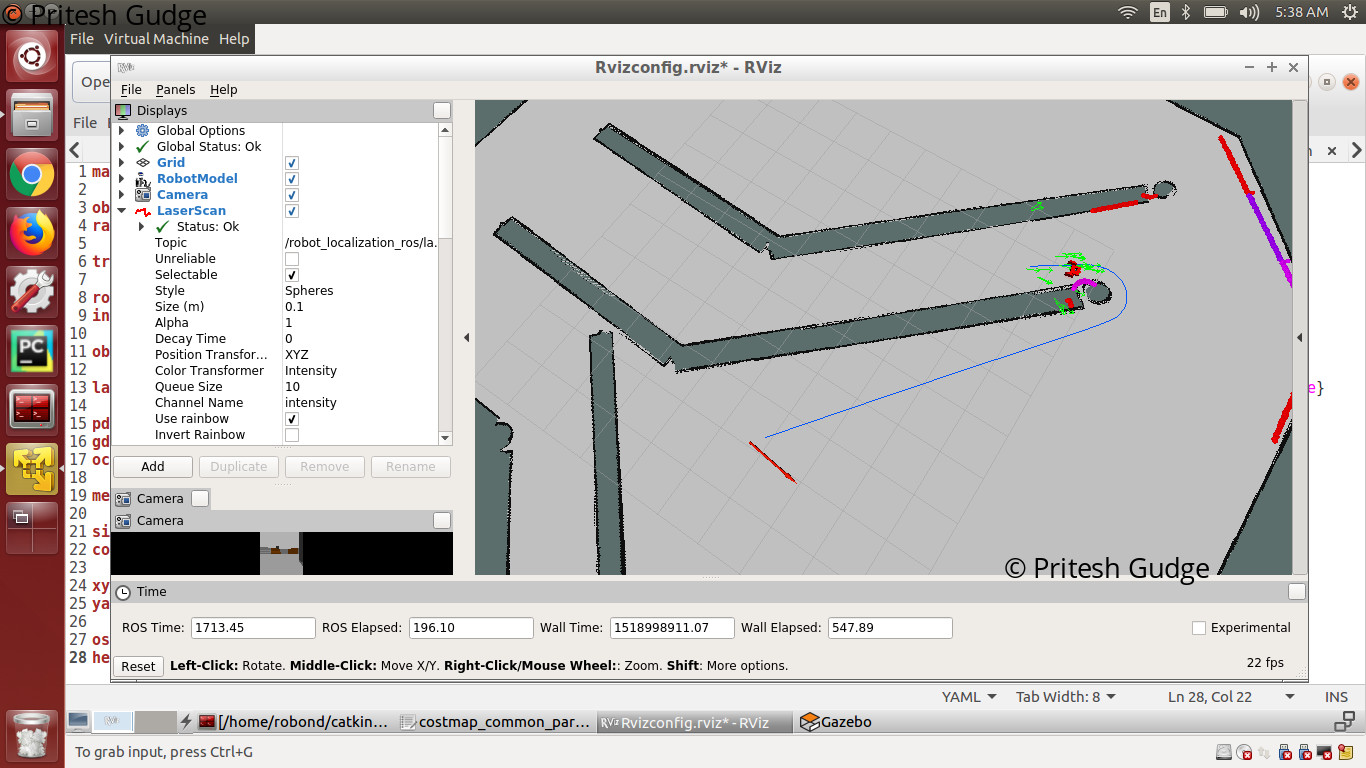 © Pritesh Gudge
En
5:38 AM
File Virtual Machine Help
Ope
Rvizconfig.rviz* - RViz
File Panels Help
File
Displays
Global Options
Global Status: Ok
Grid
RobotModel
Camera
LaserScan
Status: Ok
Topic /robot_localization_ros/la.
Unreliable
Selectable
Style Spheres
Size (m) 0.1
Alpha 1
Decay Time 0
Position Transfor... XYZ
Color Transformer Intensity
Queue Size 10
Channel Name intensity
Use rainbow
Invert Rainbow
Add Duplicate Remove Rename
Camera
Camera
1 ma
2
3 ob
4 ra
5
6 tr
7
8 ro
9 in
10
11 ob
12
13 la
14
15 pd
16 gd
17 oc
18
19 me
20
21 si
22 co
23
24 xy
25 ya
26
27 os
28 he
e}
© Pritesh Gudge
Time
ROS Time: 1713.45 ROS Elapsed: 196.10 Wall Time: 1518998911.07 Wall Elapsed: 547.89 Experimental
Reset Left-Click: Rotate. Middle-Click: Move X/Y. Right-Click/Mouse Wheel:: Zoom. Shift: More options. 22 fps
YAML Tab Width: 8 Ln 28, Col 22 INS
[/home/robond/catkin... costmap_common_par... Rvizconfig.rviz* - RViz Gazebo
To grab input, press Ctrl+G